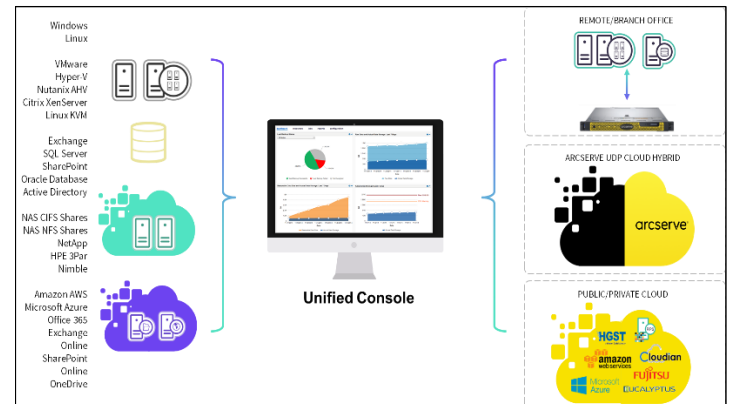 Windows
Linux
VMware
Hyper-V
Nutanix AHV
Citrix XenServer
Linux KVM
Exchange
SQL Server
SharePoint
Oracle Database
Active Directory
NAS CIFS Shares
NAS NFS Shares
NetApp
HPE 3Par
Nimble
Amazon AWS
Microsoft Azure
Office 365
Exchange
Online
SharePoint
Online
OneDrive
Unified Console
REMOTE/BRANCH OFFICE
ARCSERVE UDP CLOUD HYBRID
arcserve®
PUBLIC/PRIVATE CLOUD
HGST
amazon
webservices
Cloudian
Microsoft
Azure
FUJITSU
EUCALYPTUS